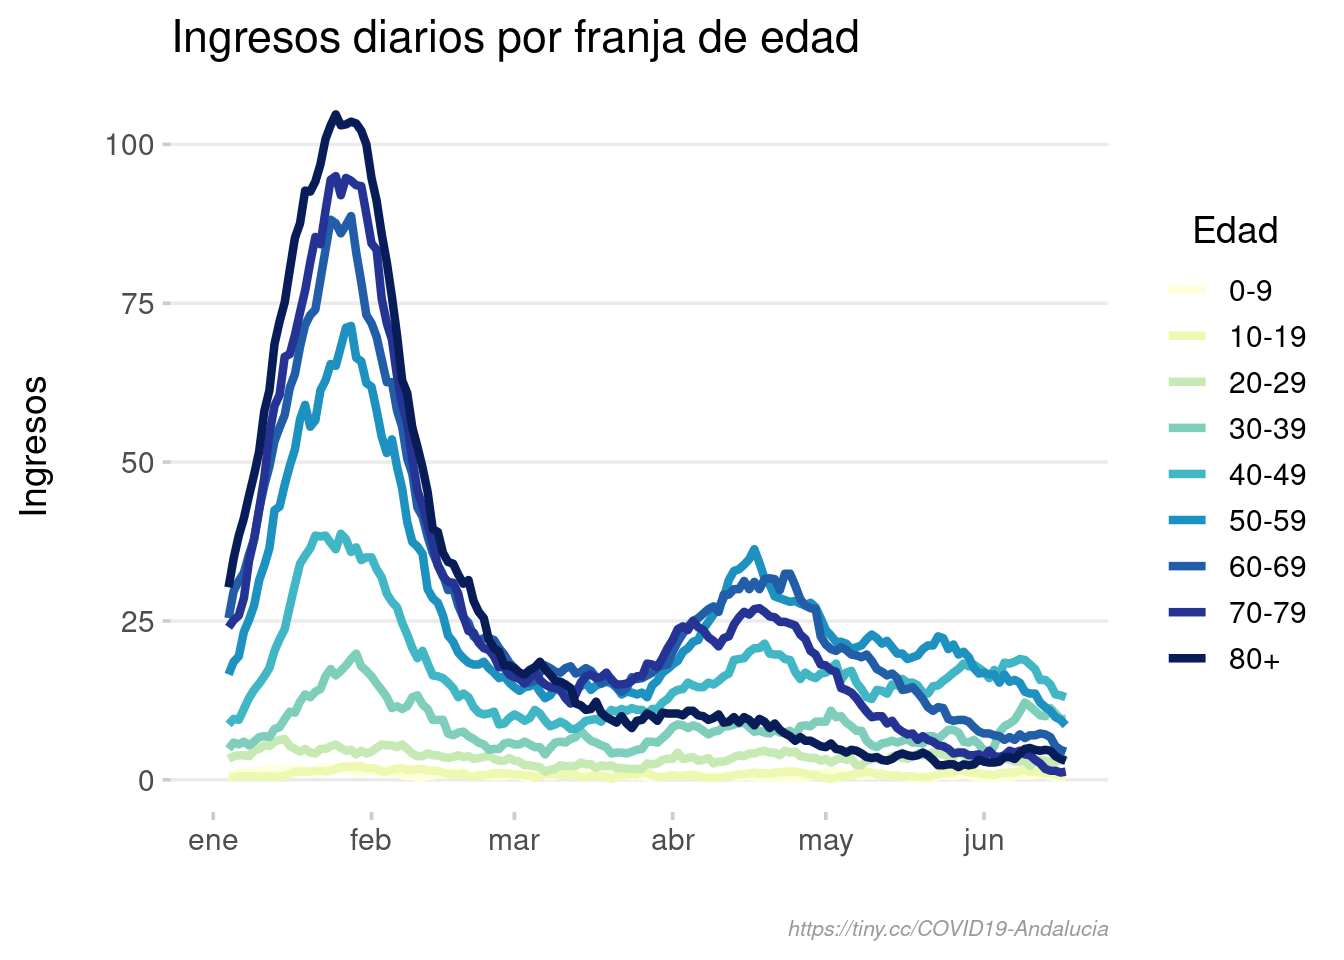 Ingresos diarios por franja de edad
Ingresos
100
75
50
25
0
ene feb mar abr may jun
Edad
0-9
10-19
20-29
30-39
40-49
50-59
60-69
70-79
80+
https://tiny.cc/COVID19-Andalucia